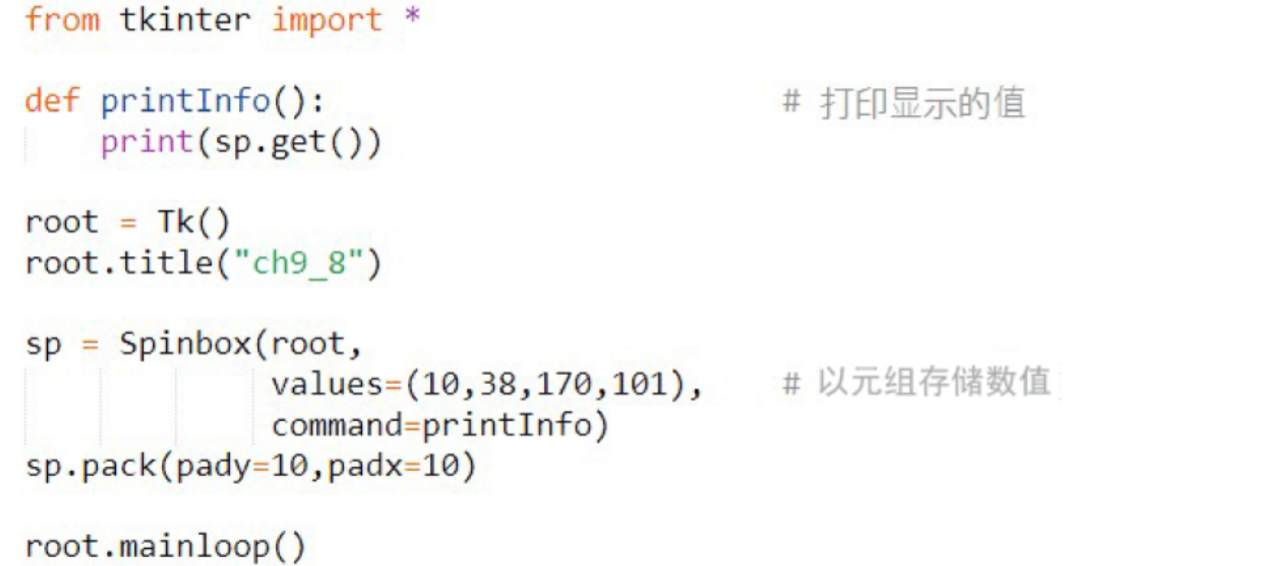 from tkinter import *
def printInfo():                        # 打印显示的值
    print(sp.get())
root = Tk()
root.title("ch9_8")
sp = Spinbox(root,
             values=(10,38,170,101),    # 以元组存储数值
             command=printInfo)
sp.pack(pady=10,padx=10)
root.mainloop()